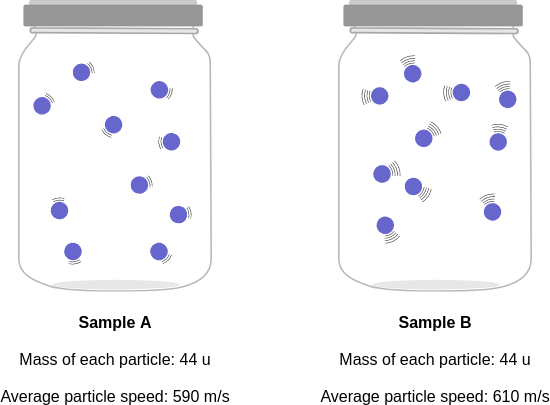 Sample A
Mass of each particle: 44 u
Average particle speed: 590 m/s
Sample B
Mass of each particle: 44 u
Average particle speed: 610 m/s